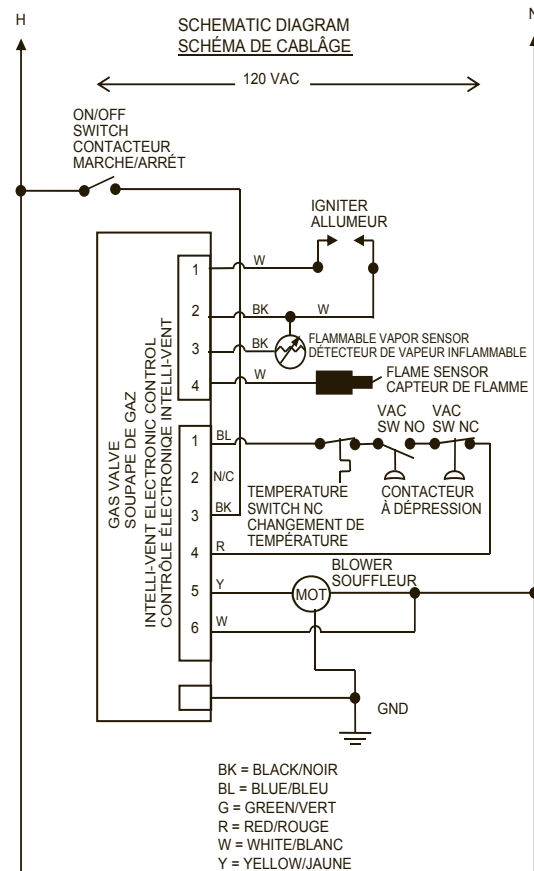 H
N
SCHEMATIC DIAGRAM
SCHÉMA DE CABLÂGE
120 VAC
ON/OFF
SWITCH
CONTACTEUR
MARCHE/ARRÉT
IGNITER
ALLUMEUR
GAS VALVE
SOUPAPE DE GAZ
INTELLI-VENT ELECTRONIC CONTROL
CONTRÔLE ÉLECTRONIQE INTELLI-VENT
1
W
2
BK
W
3
BK
FLAMMABLE VAPOR SENSOR
DÉTECTEUR DE VAPEUR INFLAMMABLE
4
W
FLAME SENSOR
CAPTEUR DE FLAMME
1
BL
VAC
SW NO
VAC
SW NC
2
N/C
3
BK
TEMPERATURE
SWITCH NC
CHANGEMENT DE
TEMPÉRATURE
CONTACTEUR
À DÉPRESSION
4
R
BLOWER
SOUFFLEUR
5
Y
MOT
6
W
GND
BK = BLACK/NOIR
BL = BLUE/BLEU
G = GREEN/VERT
R = RED/ROUGE
W = WHITE/BLANC
Y = YELLOW/JAUNE